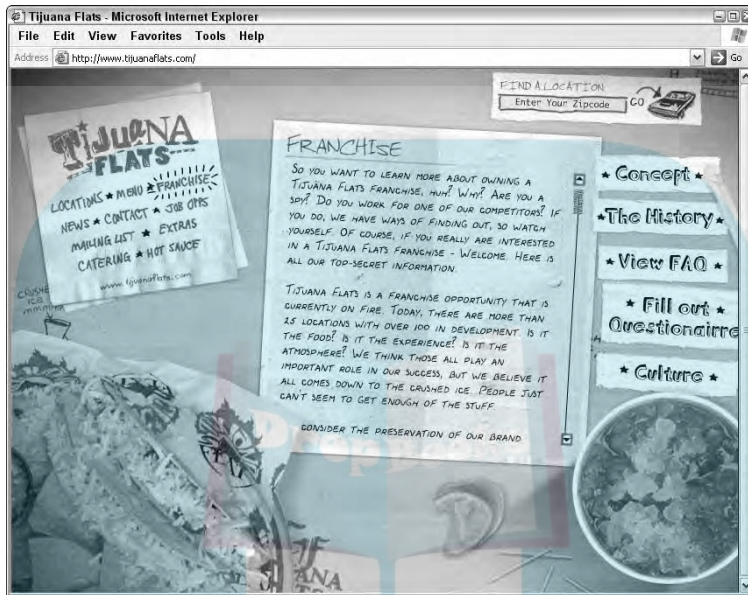 Tijuana Flats - Microsoft Internet Explorer
File Edit View Favorites Tools Help
Address http://www.tijuanaflats.com/ Go
FIND A LOCATION
Enter Your Zipcode GO
TIJUANA
FLATS
LOCATIONS ★ MENU ★ FRANCHISE
NEWS ★ CONTACT ★ JOB OPPS
MAILING LIST ★ EXTRAS
CATERING ★ HOT SAUCE
www.tijuanaflats.com
CRUSHED
ICE
FRANCHISE
SO YOU WANT TO LEARN MORE ABOUT OWNING A
TIJUANA FLATS FRANCHISE, HUH? WHY? ARE YOU A
SPY? DO YOU WORK FOR ONE OF OUR COMPETITORS? IF
YOU DO, WE HAVE WAYS OF FINDING OUT, SO WATCH
YOURSELF. OF COURSE, IF YOU REALLY ARE INTERESTED
IN A TIJUANA FLATS FRANCHISE - WELCOME. HERE IS
ALL OUR TOP-SECRET INFORMATION.
TIJUANA FLATS IS A FRANCHISE OPPORTUNITY THAT IS
CURRENTLY ON FIRE. TODAY, THERE ARE MORE THAN
25 LOCATIONS WITH OVER 100 IN DEVELOPMENT. IS IT
THE FOOD? IS IT THE EXPERIENCE? IS IT THE
ATMOSPHERE? WE THINK THOSE ALL PLAY AN
IMPORTANT ROLE IN OUR SUCCESS, BUT WE BELIEVE IT
ALL COMES DOWN TO THE CRUSHED ICE. PEOPLE JUST
CAN'T SEEM TO GET ENOUGH OF THE STUFF.
CONSIDER THE PRESERVATION OF OUR BRAND
★ Concept ★
★ The History ★
★ View FAQ ★
★ Fill out
Questionairre
★ Culture ★